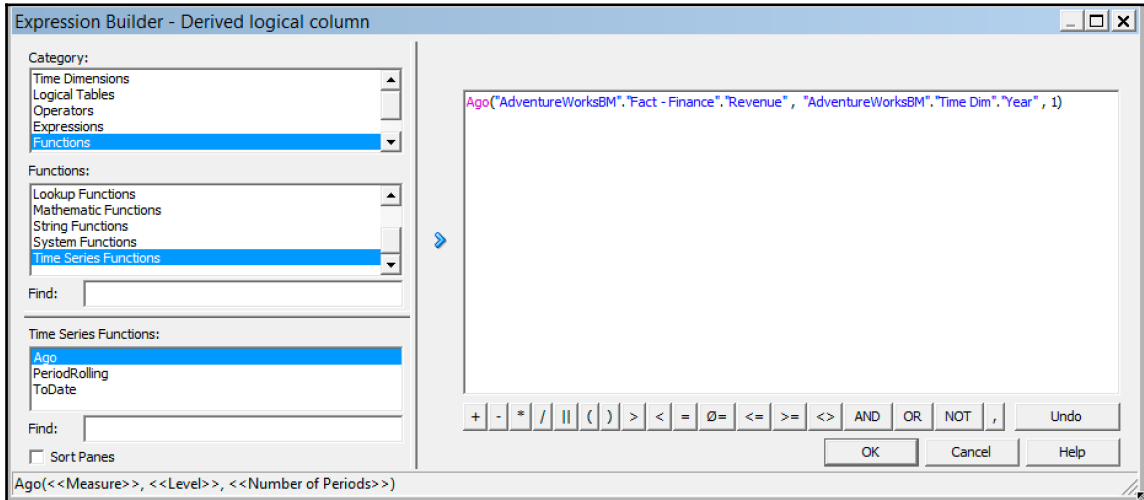 Expression Builder - Derived logical column
Category:
Time Dimensions
Logical Tables
Operators
Expressions
Functions
Functions:
Lookup Functions
Mathematic Functions
String Functions
System Functions
Time Series Functions
Find:
Time Series Functions:
Ago
PeriodRolling
ToDate
Find:
Sort Panes
Ago("AdventureWorksBM"."Fact - Finance"."Revenue" , "AdventureWorksBM"."Time Dim"."Year" , 1)
+ - * / || ( ) > < = Ø= <= >= <> AND OR NOT , Undo
OK Cancel Help
Ago(<<Measure>>, <<Level>>, <<Number of Periods>>)